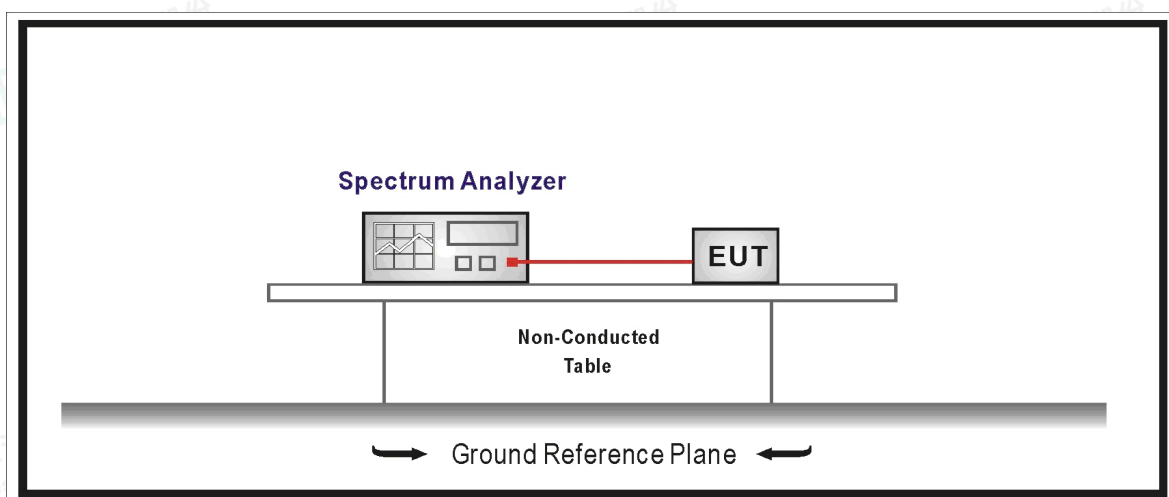 Spectrum Analyzer
EUT
Non-Conducted
Table
Ground Reference Plane